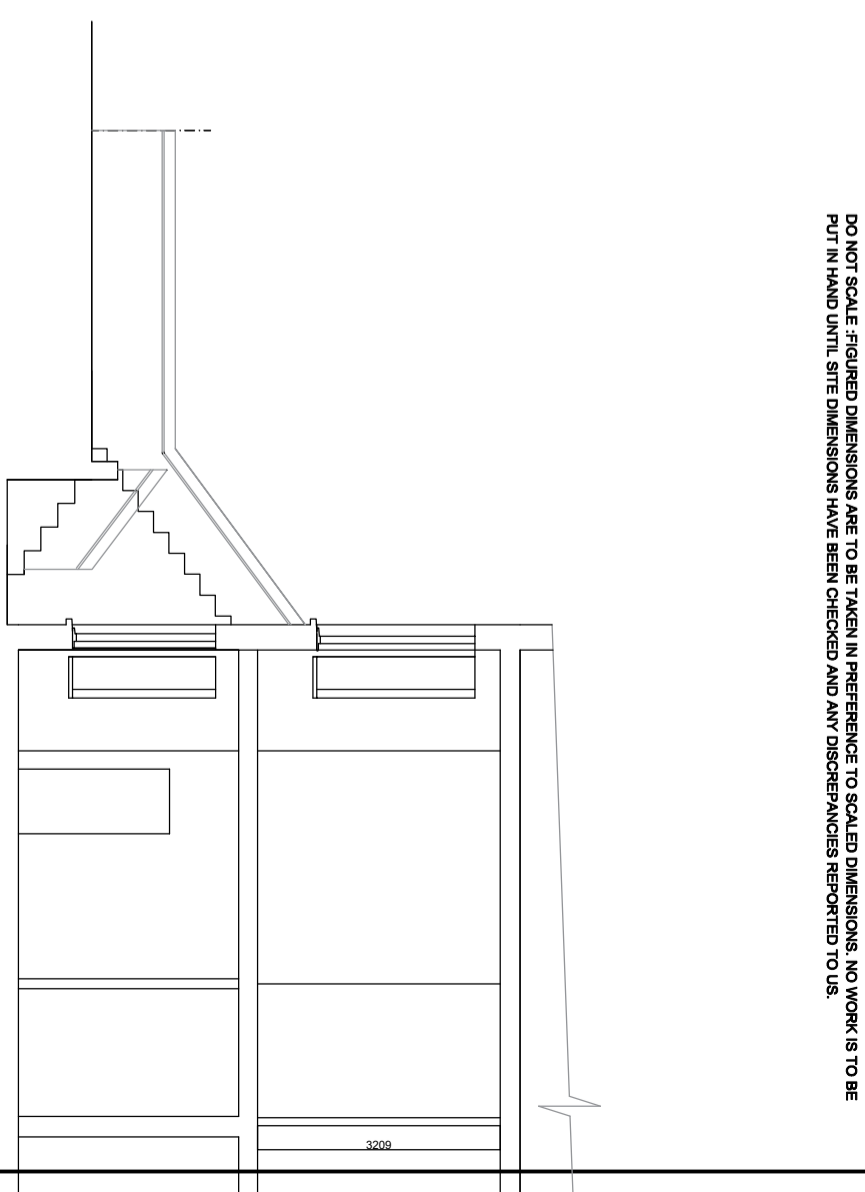 DO NOT SCALE :FIGURED DIMENSIONS ARE TO BE TAKEN IN PREFERENCE TO SCALED DIMENSIONS. NO WORK IS TO BE
PUT IN HAND UNTIL SITE DIMENSIONS HAVE BEEN CHECKED AND ANY DISCREPANCIES REPORTED TO US.
3209